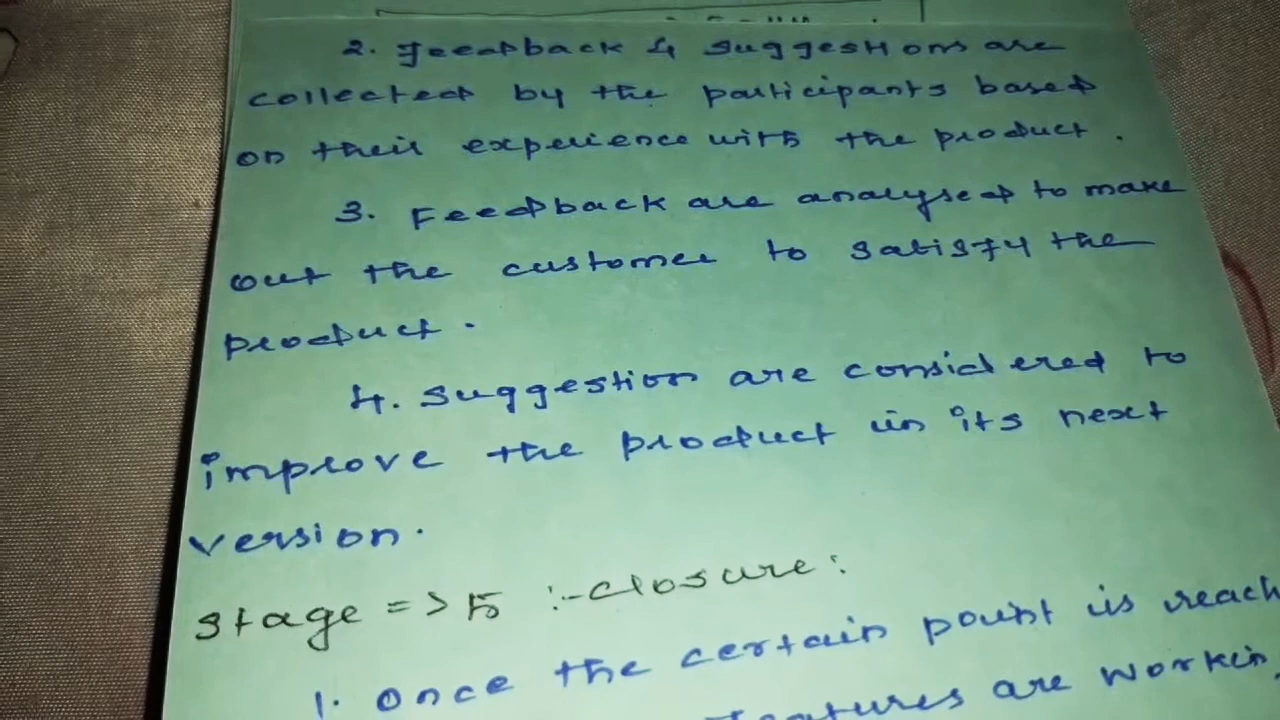 2. Feedback & suggestions are
collected by the participants based
on their experience with the product.
3. Feedback are analysed to make
out the customer to satisfy the
product.
4. suggestion are considered to
improve the product in its next
version.
stage => 5 :- closure:
1. once the certain point is reach
features are workin